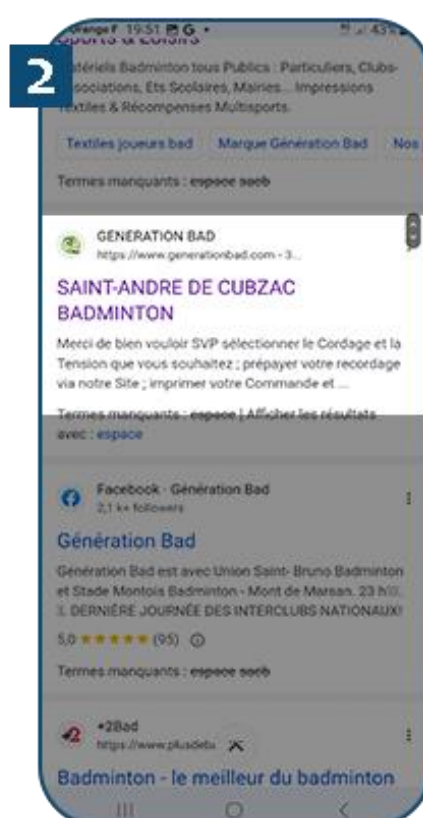 Orange F 19:51 G •
43%
2
Sports & Loisirs
Matériels Badminton tous Publics : Particuliers, Clubs-
Associations, Ets Scolaires, Mairies... Impressions
Textiles & Récompenses Multisports.
Textiles joueurs bad Marque Génération Bad Nos
Termes manquants : espace sacb
GENERATION BAD
https://www.generationbad.com › 3...
SAINT-ANDRE DE CUBZAC
BADMINTON
Merci de bien vouloir SVP sélectionner le Cordage et la
Tension que vous souhaitez ; prépayer votre recordage
via notre Site ; imprimer votre Commande et ...
Termes manquants : espace | Afficher les résultats
avec : espace
Facebook · Génération Bad
2,1 k+ followers
Génération Bad
Génération Bad est avec Union Saint- Bruno Badminton
et Stade Montois Badminton - Mont de Marsan. 23 h
DERNIÈRE JOURNÉE DES INTERCLUBS NATIONAUX!
5,0 ★★★★★ (95)
Termes manquants : espace sacb
+2Bad
https://www.plusdeb
Badminton - le meilleur du badminton